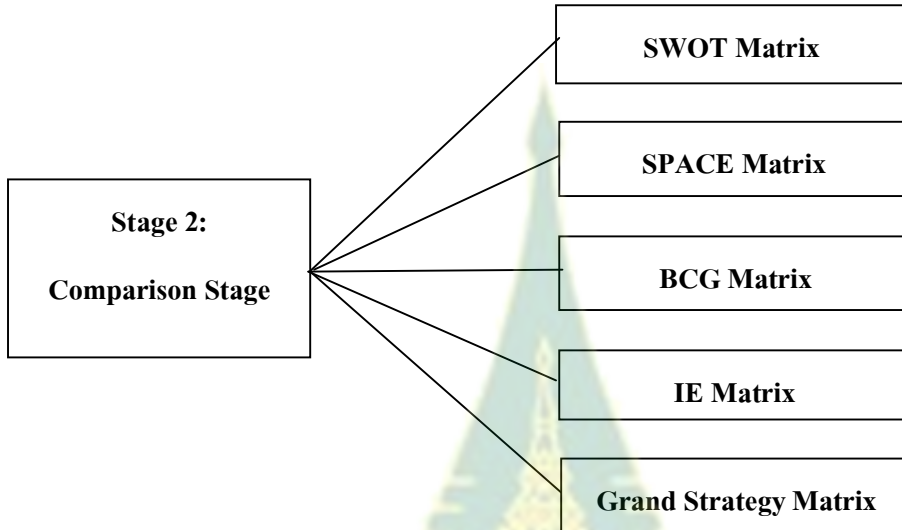 SWOT Matrix
SPACE Matrix
Stage 2:
Comparison Stage
BCG Matrix
IE Matrix
Grand Strategy Matrix